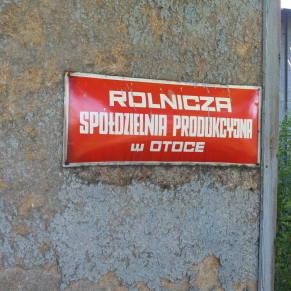 ROLNICZA
SPÓŁDZIELNIA PRODUKCYJNA
w OTOCE